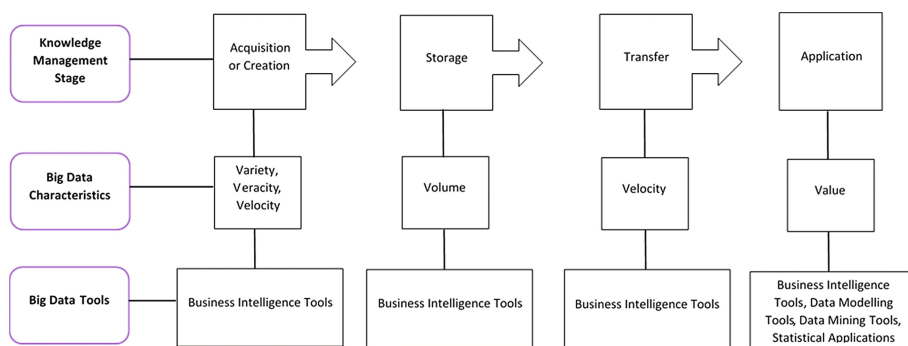 Knowledge
Management
Stage
Acquisition
or Creation
Storage
Transfer
Application
Big Data
Characteristics
Variety,
Veracity,
Velocity
Volume
Velocity
Value
Big Data Tools
Business Intelligence Tools
Business Intelligence Tools
Business Intelligence Tools
Business Intelligence
Tools, Data Modelling
Tools, Data Mining Tools,
Statistical Applications